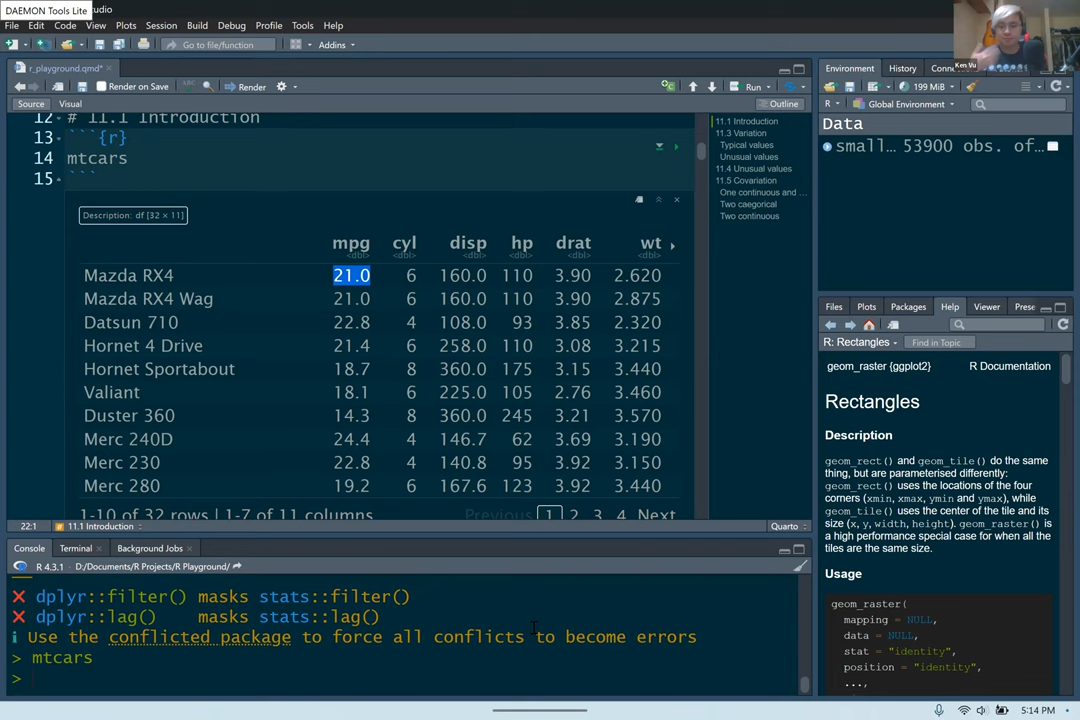 DAEMON Tools Lite
studio
File Edit Code View Plots Session Build Debug Profile Tools Help
Go to file/function
Addins
r_playground.qmd*
Render on Save
Render
Run
Source Visual
Outline
12 # 11.1 Introduction
13 ```{r}
14 mtcars
15 ```
Description: df [32 × 11]
mpg cyl disp hp drat wt
<dbl> <dbl> <dbl> <dbl> <dbl> <dbl>
Mazda RX4 21.0 6 160.0 110 3.90 2.620
Mazda RX4 Wag 21.0 6 160.0 110 3.90 2.875
Datsun 710 22.8 4 108.0 93 3.85 2.320
Hornet 4 Drive 21.4 6 258.0 110 3.08 3.215
Hornet Sportabout 18.7 8 360.0 175 3.15 3.440
Valiant 18.1 6 225.0 105 2.76 3.460
Duster 360 14.3 8 360.0 245 3.21 3.570
Merc 240D 24.4 4 146.7 62 3.69 3.190
Merc 230 22.8 4 140.8 95 3.92 3.150
Merc 280 19.2 6 167.6 123 3.92 3.440
1-10 of 32 rows | 1-7 of 11 columns Previous 1 2 3 4 Next
11.1 Introduction
11.3 Variation
Typical values
Unusual values
11.4 Unusual values
11.5 Covariation
One continuous and ...
Two caegorical
Two continuous
22:1 # 11.1 Introduction Quarto
Console Terminal Background Jobs
R 4.3.1 · D:/Documents/R Projects/R Playground/
✖ dplyr::filter() masks stats::filter()
✖ dplyr::lag() masks stats::lag()
ℹ Use the conflicted package to force all conflicts to become errors
> mtcars
>
Ken Vu
Environment History Connec
199 MiB
R Global Environment
Data
small… 53900 obs. of…
Files Plots Packages Help Viewer Prese
R: Rectangles Find in Topic
geom_raster {ggplot2} R Documentation
Rectangles
Description
geom_rect() and geom_tile() do the same
thing, but are parameterised differently:
geom_rect() uses the locations of the four
corners (xmin, xmax, ymin and ymax), while
geom_tile() uses the center of the tile and its
size (x, y, width, height). geom_raster() is
a high performance special case for when all the
tiles are the same size.
Usage
geom_raster(
mapping = NULL,
data = NULL,
stat = "identity",
position = "identity",
...,
5:14 PM